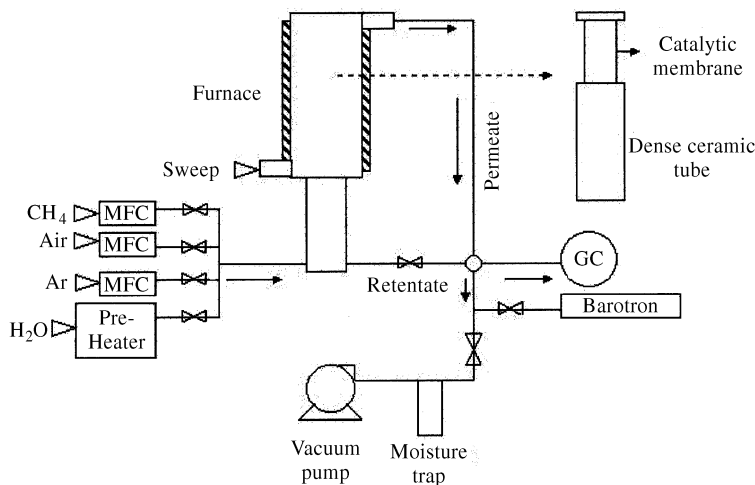 Furnace
Catalytic
membrane
Dense ceramic
tube
Permeate
Sweep
CH4
MFC
Air
MFC
Ar
MFC
H2O
Pre-
Heater
Retentate
GC
Barotron
Vacuum
pump
Moisture
trap